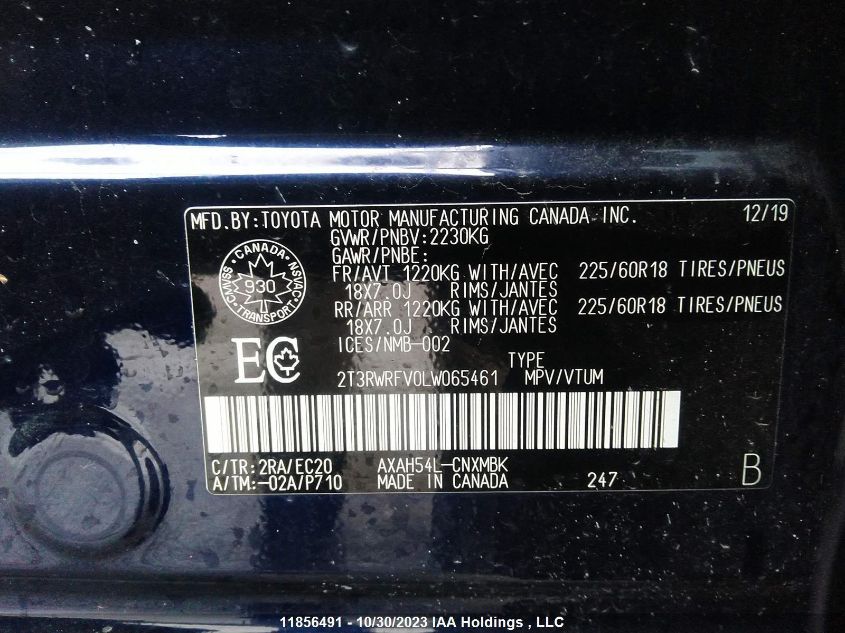 MFD.BY:TOYOTA MOTOR MANUFACTURING CANADA INC. 12/19
GVWR/PNBV:2230KG
GAWR/PNBE:
FR/AVT 1220KG WITH/AVEC 225/60R18 TIRES/PNEUS
18X7.0J RIMS/JANTES
RR/ARR 1220KG WITH/AVEC 225/60R18 TIRES/PNEUS
18X7.0J RIMS/JANTES
ICES/NMB-002
CANADA
CMVSS 930 NSVAC
TRANSPORT
EC
TYPE
2T3RWRFV0LW065461 MPV/VTUM
C/TR:2RA/EC20 AXAH54L-CNXMBK
A/TM:-02A/P710 MADE IN CANADA 247 B
11856491 - 10/30/2023 IAA Holdings , LLC